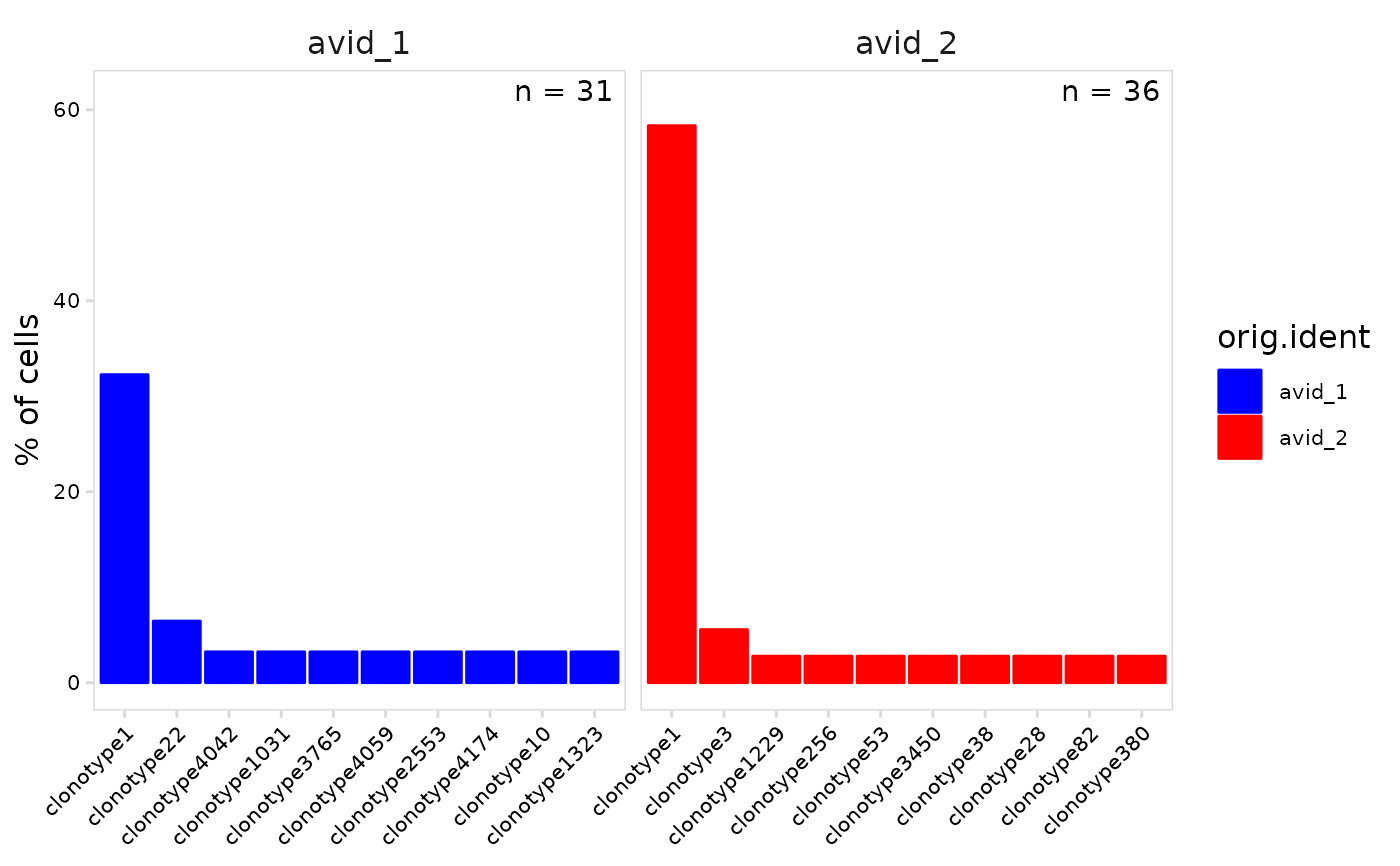 avid_1
avid_2
n = 31
n = 36
% of cells
60
40
20
0
clonotype1
clonotype22
clonotype4042
clonotype1031
clonotype3765
clonotype4059
clonotype2553
clonotype4174
clonotype10
clonotype1323
clonotype1
clonotype3
clonotype1229
clonotype256
clonotype53
clonotype3450
clonotype38
clonotype28
clonotype82
clonotype380
orig.ident
avid_1
avid_2